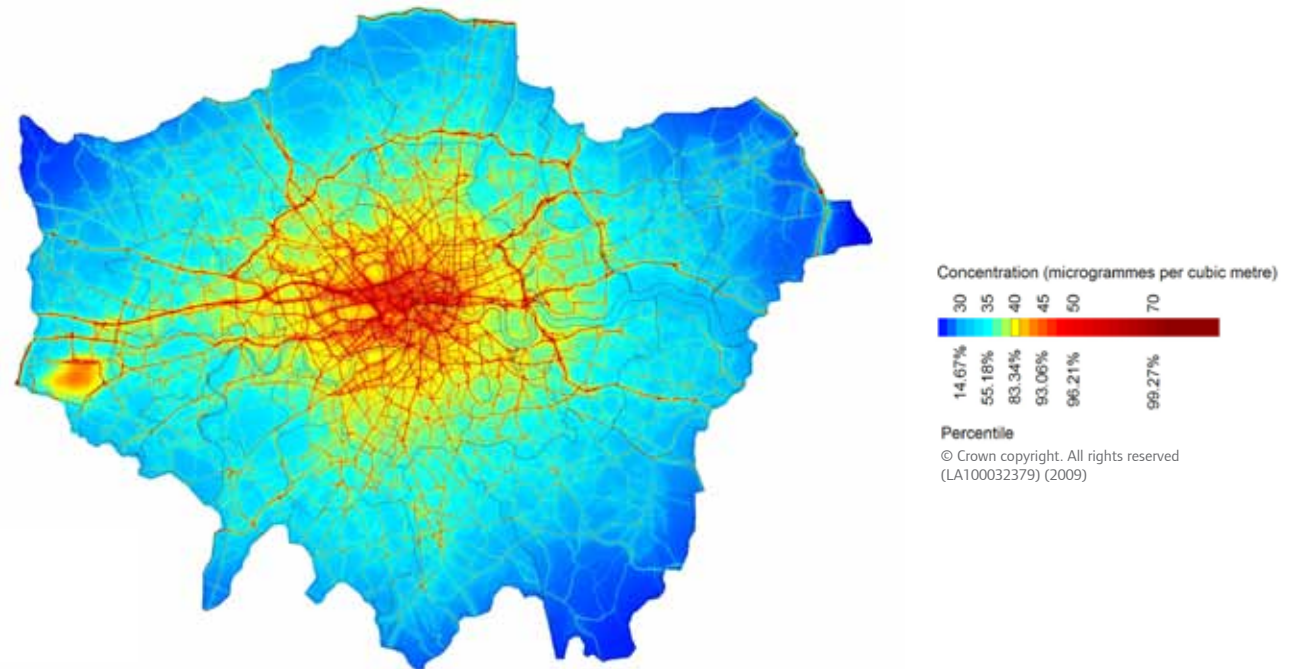 Concentration (microgrammes per cubic metre)
30 35 40 45 50 70
14.67% 55.18% 83.34% 93.06% 96.21% 99.27%
Percentile
© Crown copyright. All rights reserved
(LA100032379) (2009)